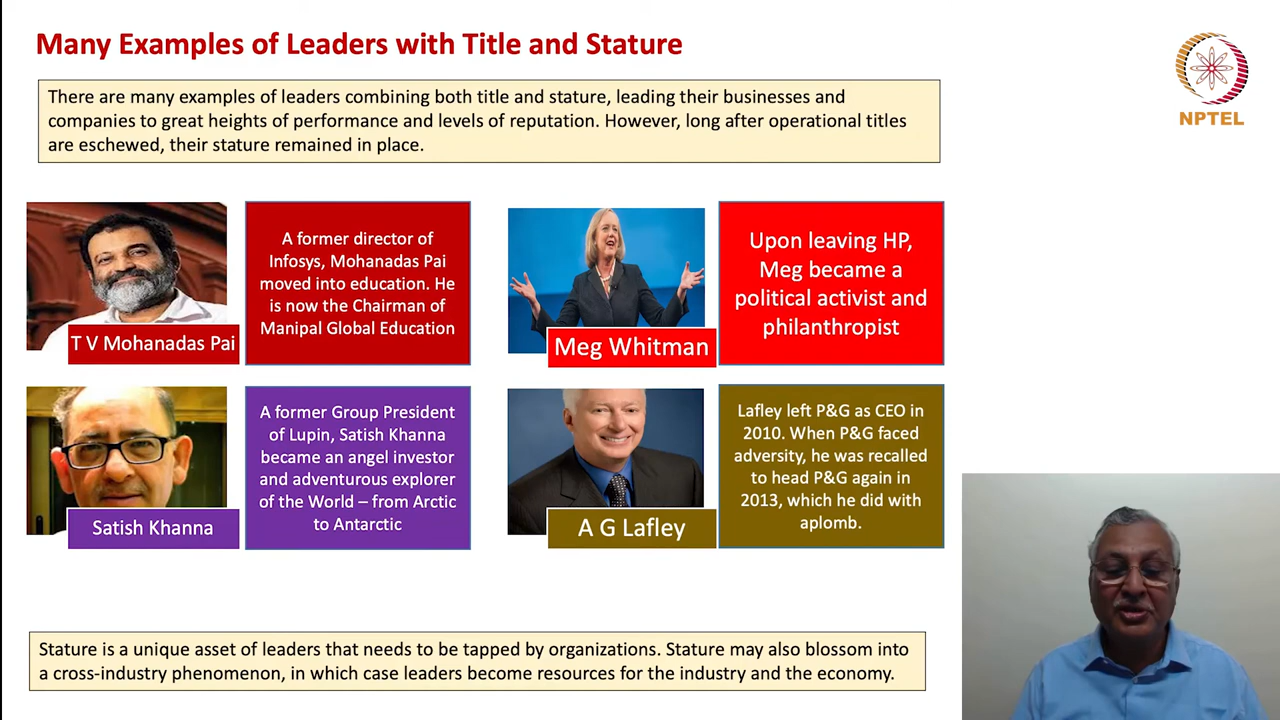 Many Examples of Leaders with Title and Stature
NPTEL
There are many examples of leaders combining both title and stature, leading their businesses and
companies to great heights of performance and levels of reputation. However, long after operational titles
are eschewed, their stature remained in place.
T V Mohanadas Pai
A former director of
Infosys, Mohanadas Pai
moved into education. He
is now the Chairman of
Manipal Global Education
Meg Whitman
Upon leaving HP,
Meg became a
political activist and
philanthropist
Satish Khanna
A former Group President
of Lupin, Satish Khanna
became an angel investor
and adventurous explorer
of the World – from Arctic
to Antarctic
A G Lafley
Lafley left P&G as CEO in
2010. When P&G faced
adversity, he was recalled
to head P&G again in
2013, which he did with
aplomb.
Stature is a unique asset of leaders that needs to be tapped by organizations. Stature may also blossom into
a cross-industry phenomenon, in which case leaders become resources for the industry and the economy.